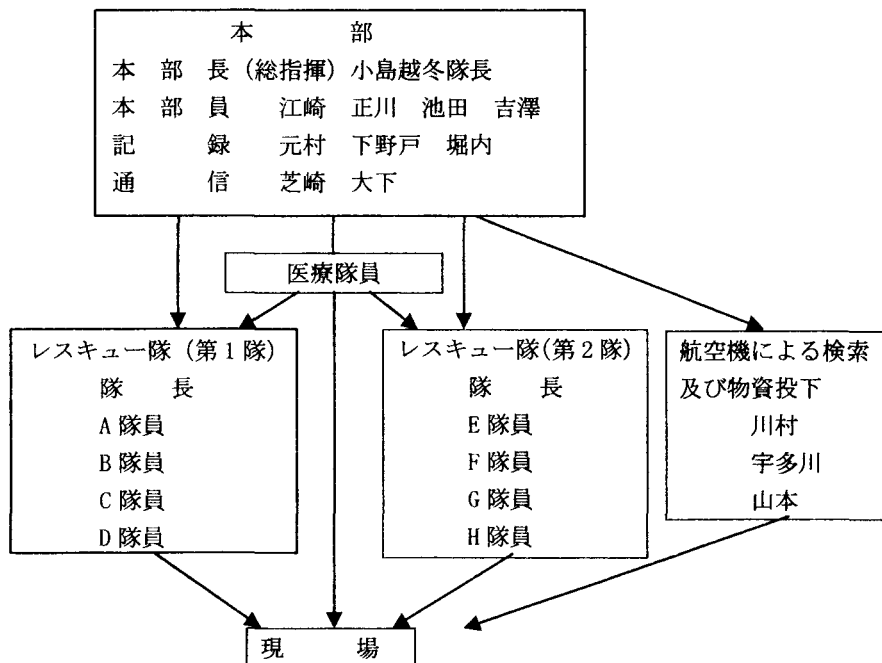 本　　　部
本　部　長（総指揮）小島越冬隊長
本　部　員　　江崎　正川　池田　吉澤
記　　　録　　元村　下野戸　堀内
通　　　信　　芝崎　大下
医療隊員
レスキュー隊（第1隊）
隊　　長
A隊員
B隊員
C隊員
D隊員
レスキュー隊（第2隊）
隊　　長
E隊員
F隊員
G隊員
H隊員
航空機による検索
及び物資投下
川村
宇多川
山本
現　　　場